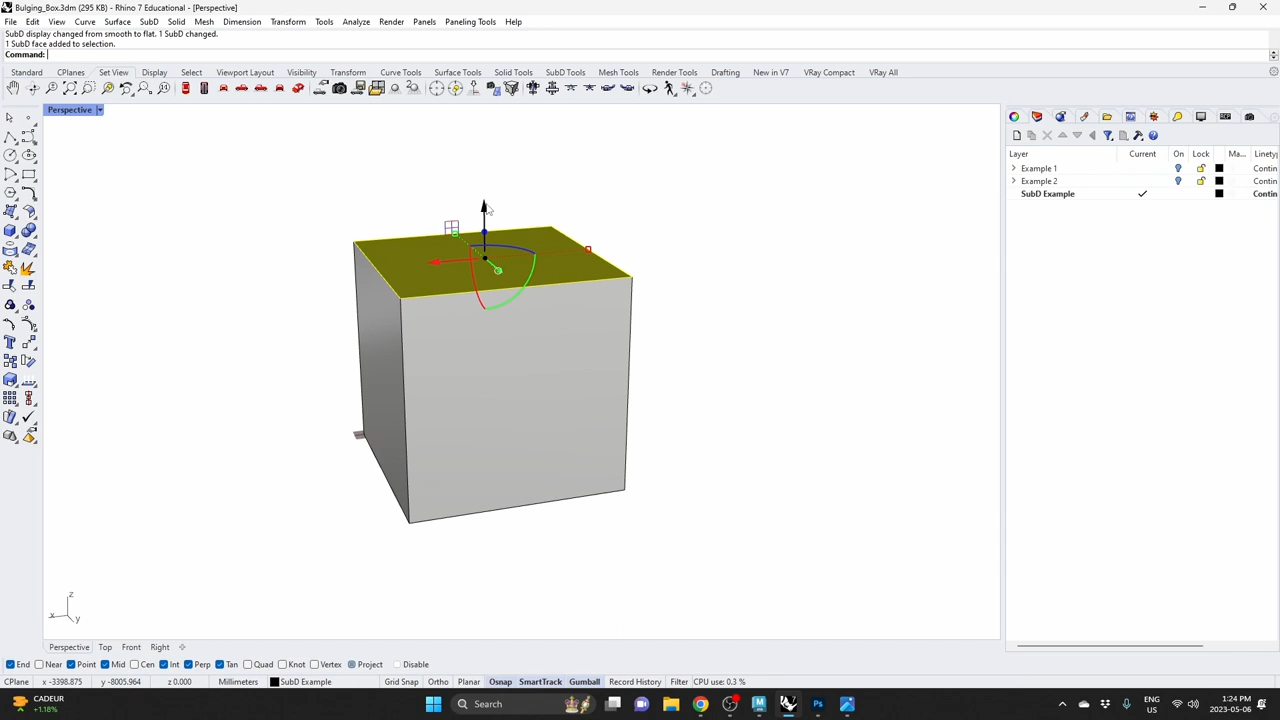 Bulging_Box.3dm (295 KB) - Rhino 7 Educational - [Perspective]
File Edit View Curve Surface SubD Solid Mesh Dimension Transform Tools Analyze Render Panels Paneling Tools Help
SubD display changed from smooth to flat. 1 SubD changed.
1 SubD face added to selection.
Command:
Standard CPlanes Set View Display Select Viewport Layout Visibility Transform Curve Tools Surface Tools Solid Tools SubD Tools Mesh Tools Render Tools Drafting New in V7 VRay Compact VRay All
Perspective
Layer Current On Lock Ma... Linety
Example 1 Contin
Example 2 Contin
SubD Example Contin
z
x
y
Perspective Top Front Right
End Near Point Mid Cen Int Perp Tan Quad Knot Vertex Project Disable
CPlane x -3398.875 y -8005.964 z 0.000 Millimeters SubD Example Grid Snap Ortho Planar Osnap SmartTrack Gumball Record History Filter CPU use: 0.3 %
CADEUR
+1.18%
Search
ENG
US
1:24 PM
2023-05-06